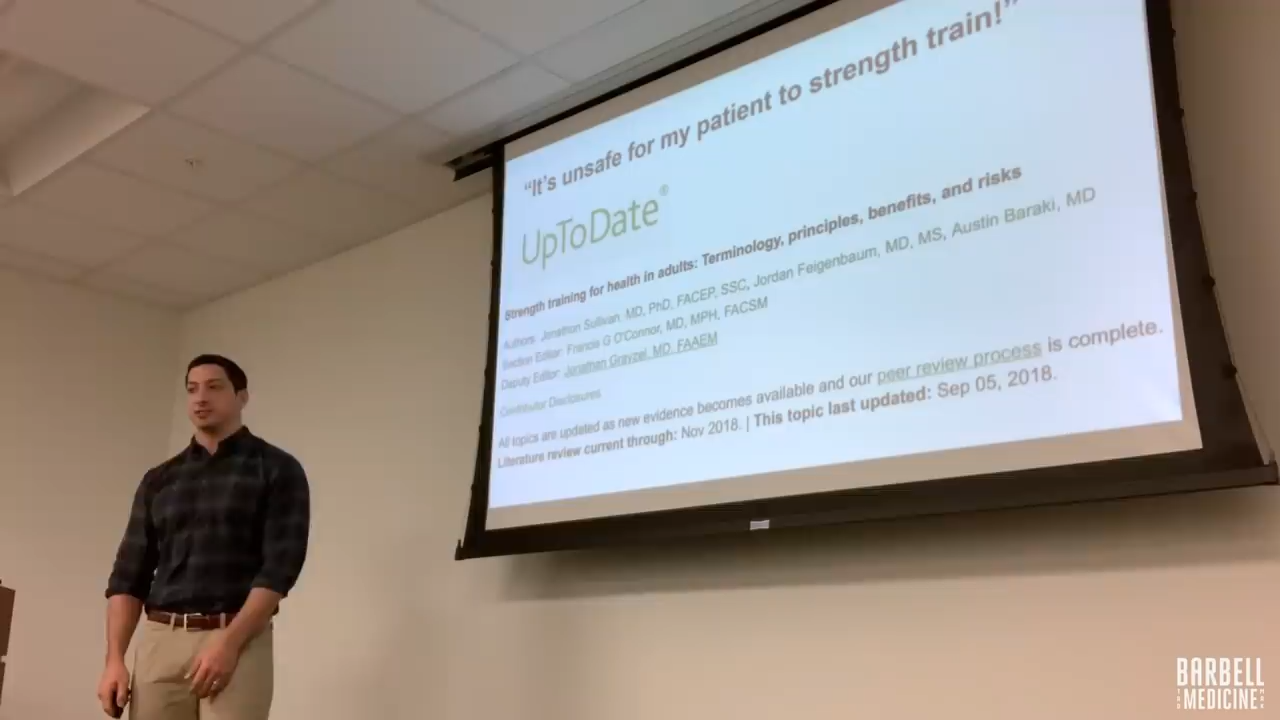 “It's unsafe for my patient to strength train!”
UpToDate®
Strength training for health in adults: Terminology, principles, benefits, and risks
Authors: Jonathon Sullivan, MD, PhD, FACEP, SSC, Jordan Feigenbaum, MD, MS, Austin Baraki, MD
Section Editor: Francis G O'Connor, MD, MPH, FACSM
Deputy Editor: Jonathan Grayzel, MD, FAAEM
Contributor Disclosures
All topics are updated as new evidence becomes available and our peer review process is complete.
Literature review current through: Nov 2018. | This topic last updated: Sep 05, 2018.
BARBELL
MEDICINE